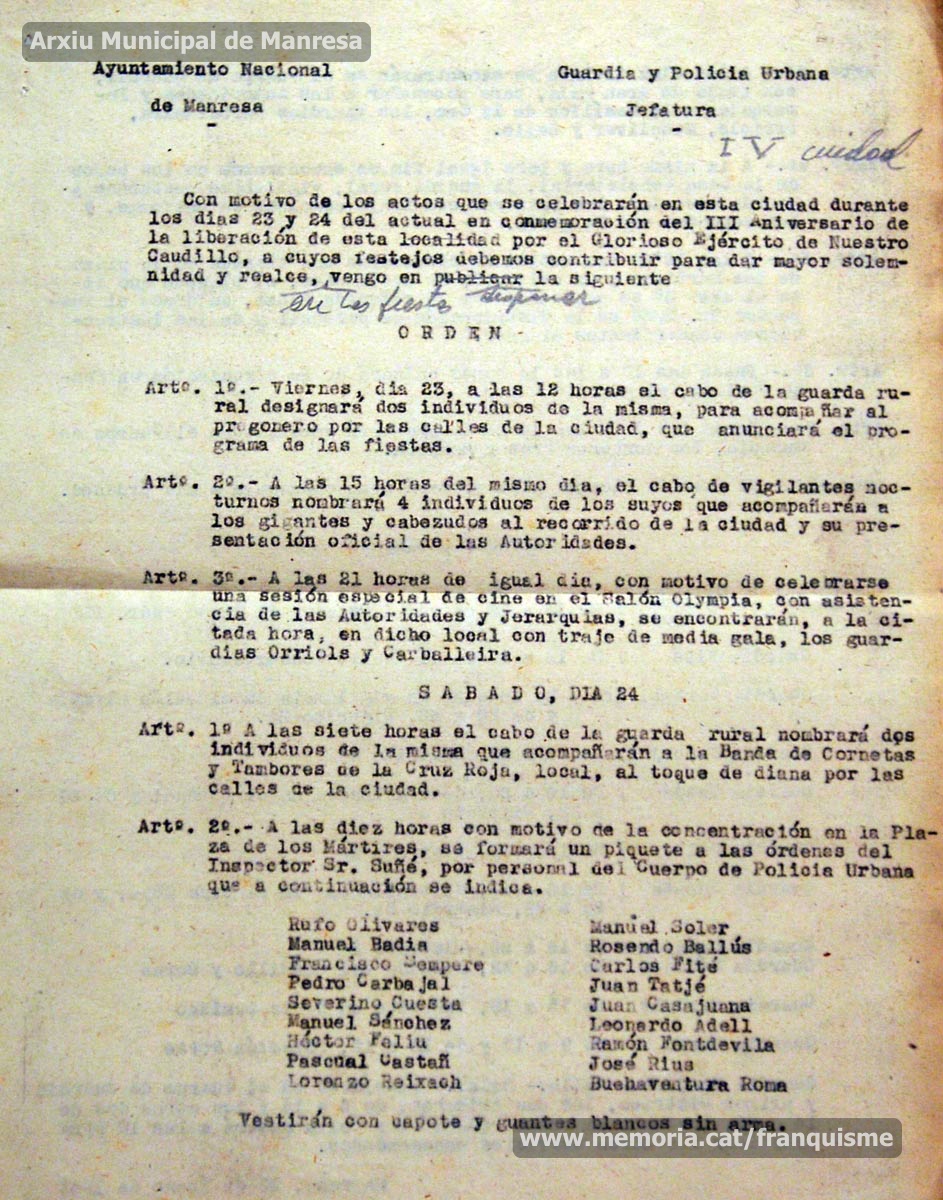 Arxiu Municipal de Manresa
Ayuntamiento Nacional
de Manresa
Guardia y Policia Urbana
Jefatura
IV ciudad
Con motivo de los actos que se celebrarán en esta ciudad durante
los dias 23 y 24 del actual en conmemoración del III Aniversario de
la liberación de esta localidad por el Glorioso Ejército de Nuestro
Caudillo, a cuyos festejos debemos contribuir para dar mayor solem-
nidad y realce, vengo en publicar la siguiente
las fiestas disponer
O R D E N
Artº. 1º.- Viernes, dia 23, a las 12 horas el cabo de la guarda ru-
ral designará dos individuos de la misma, para acompañar al
pregonero por las calles de la ciudad, que anunciará el pro-
grama de las fiestas.
Artº. 2º.- A las 15 horas del mismo dia, el cabo de vigilantes noc-
turnos nombrará 4 individuos de los suyos que acompañarán a
los gigantes y cabezudos al recorrido de la ciudad y su pre-
sentación oficial de las Autoridades.
Artº. 3º.- A las 21 horas de igual dia, con motivo de celebrarse
una sesión especial de cine en el Salón Olympia, con asisten-
cia de las Autoridades y Jerarquias, se encontrarán, a la ci-
tada hora, en dicho local con traje de media gala, los guar-
dias Orriols y Carballeira.
S A B A D O, DIA 24
Artº. 1º A las siete horas el cabo de la guarda rural nombrará dos
individuos de la misma que acompañarán a la Banda de Cornetas
y Tambores de la Cruz Roja, local, al toque de diana por las
calles de la ciudad.
Artº. 2º.- A las diez horas con motivo de la concentración en la Pla-
za de los Mártires, se formará un piquete a las órdenes del
Inspector Sr. Suñé, por personal del Cuerpo de Policia Urbana
que a continuación se indica.
Rufo Olivares
Manuel Badia
Francisco Sempere
Pedro Carbajal
Severino Cuesta
Manuel Sánchez
Héctor Feliu
Pascual Castañ
Lorenzo Reixach
Manuel Soler
Rosendo Ballús
Carlos Fité
Juan Tatjé
Juan Casajuana
Leonardo Adell
Ramón Fontdevila
José Rius
Buenaventura Roma
Vestirán con capote y guantes blancos sin arma.
www.memoria.cat/franquisme